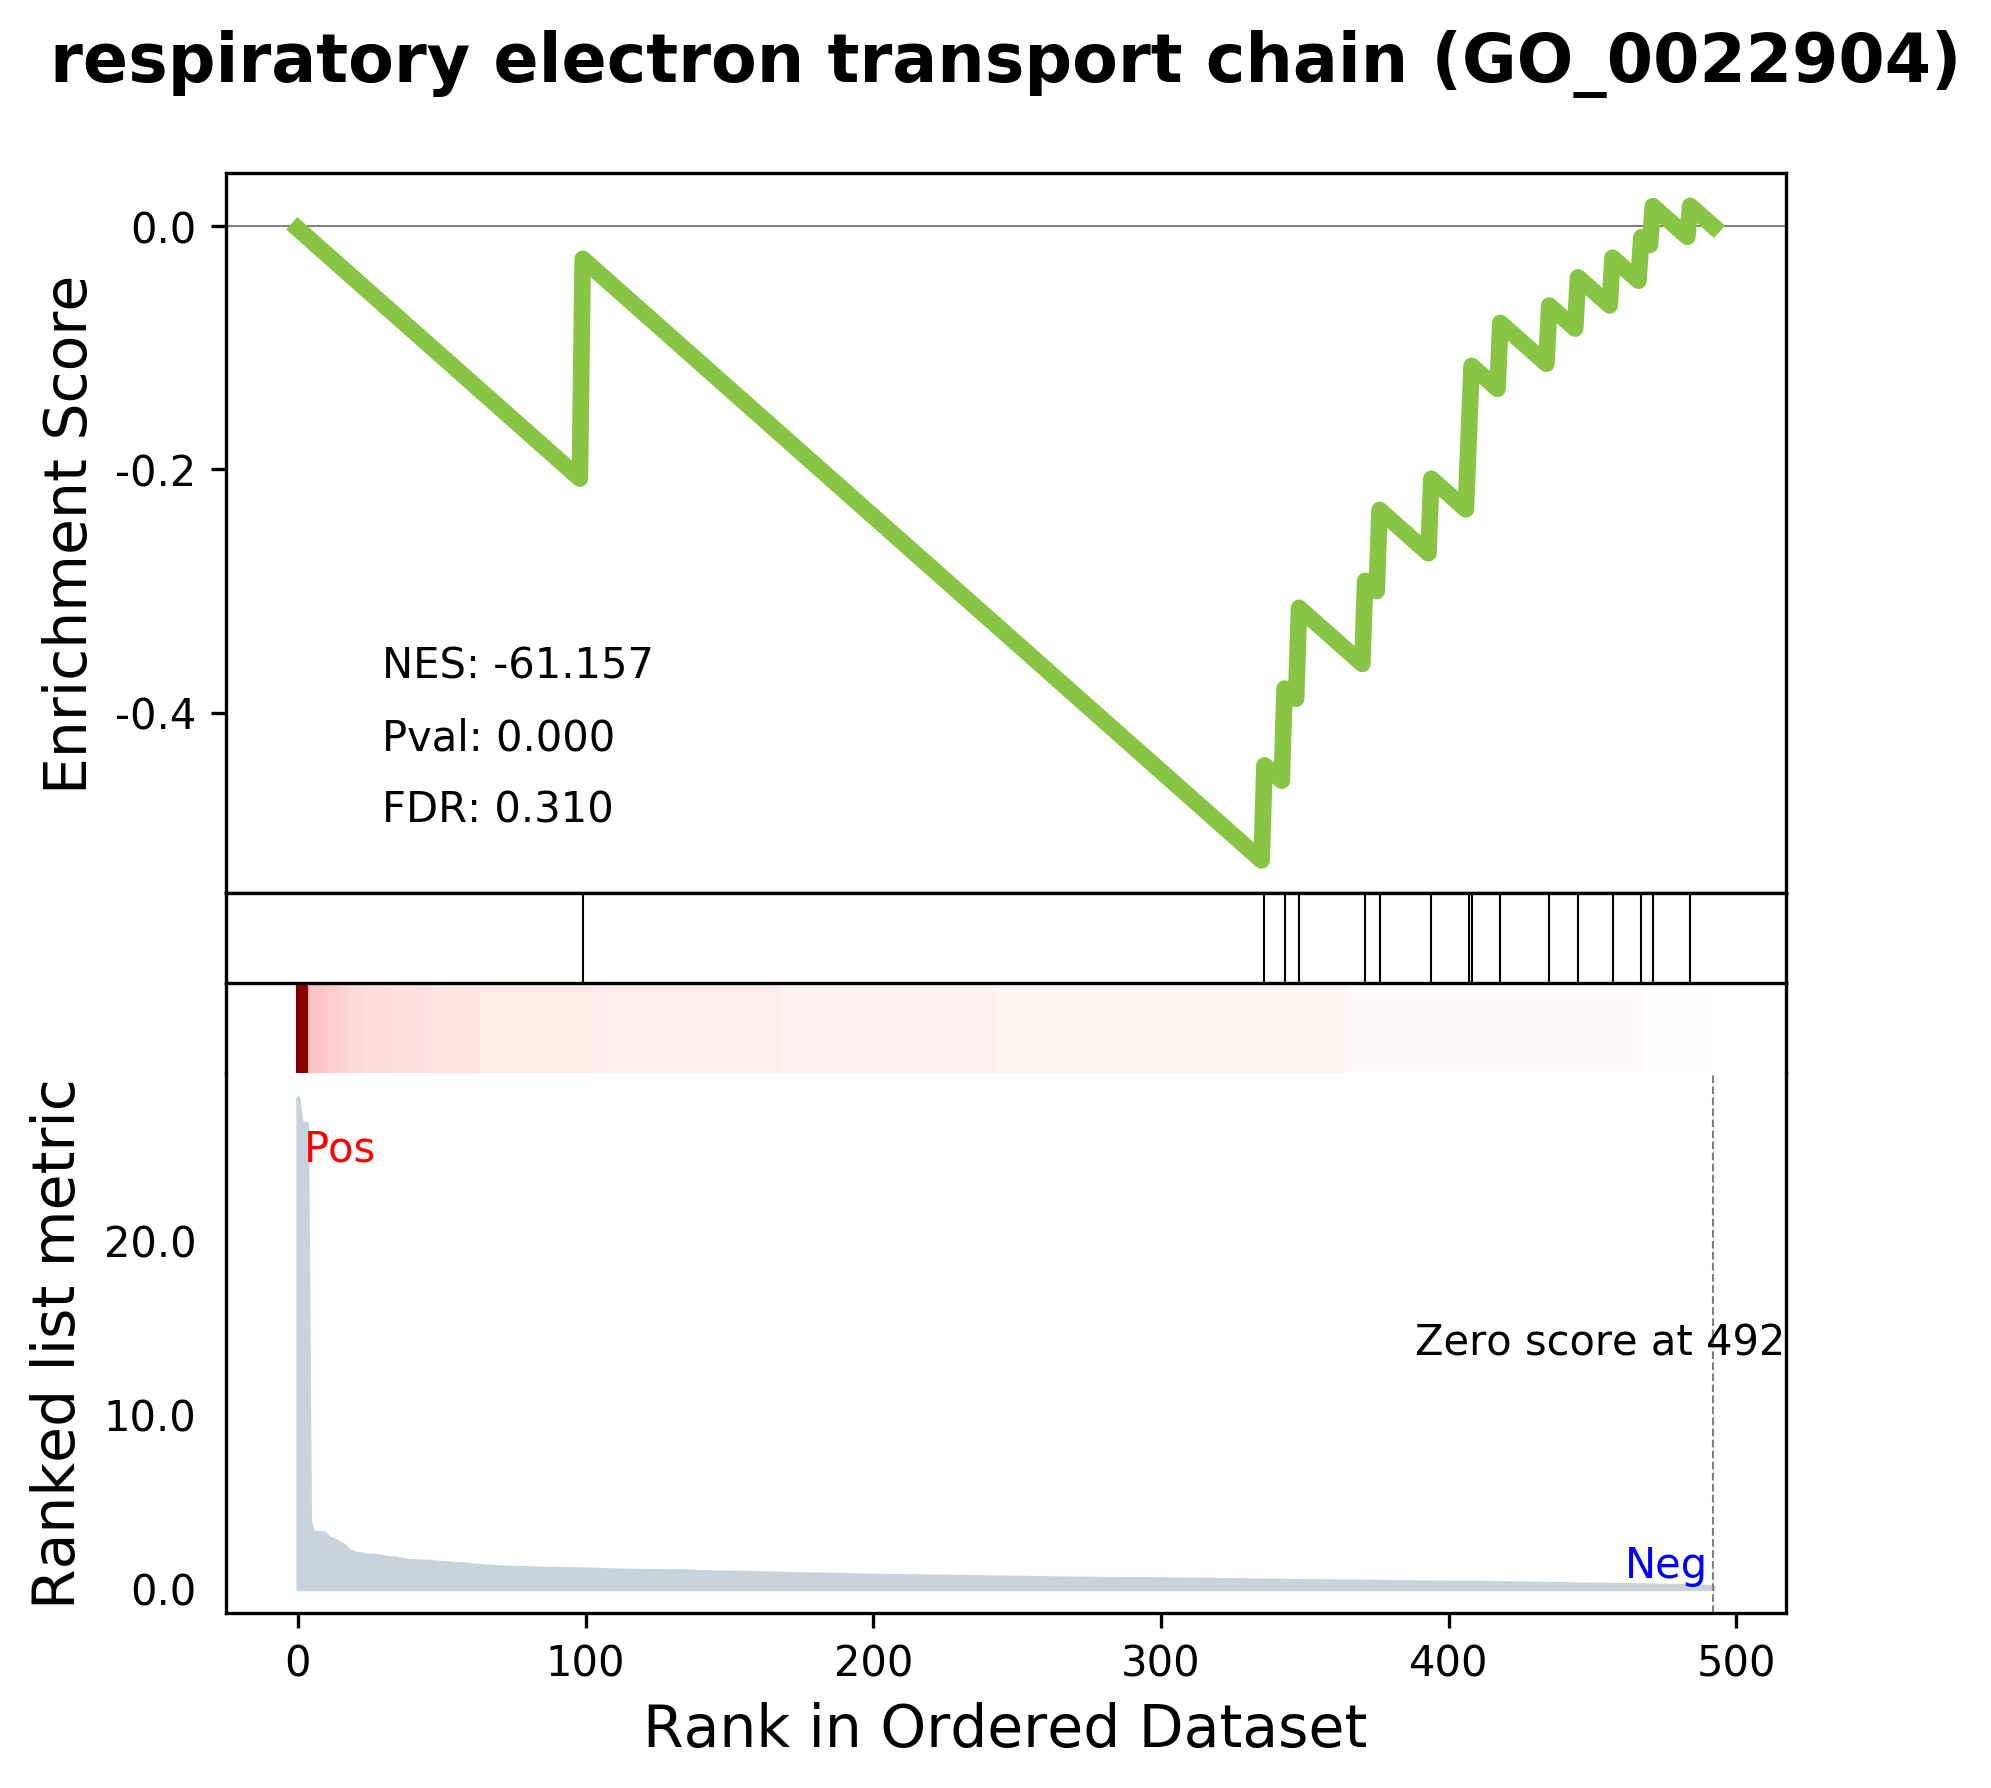 respiratory electron transport chain (GO_0022904)
Enrichment Score
0.0
-0.2
-0.4
NES: -61.157
Pval: 0.000
FDR: 0.310
Ranked list metric
Pos
20.0
Zero score at 492
10.0
Neg
0.0
0 100 200 300 400 500
Rank in Ordered Dataset